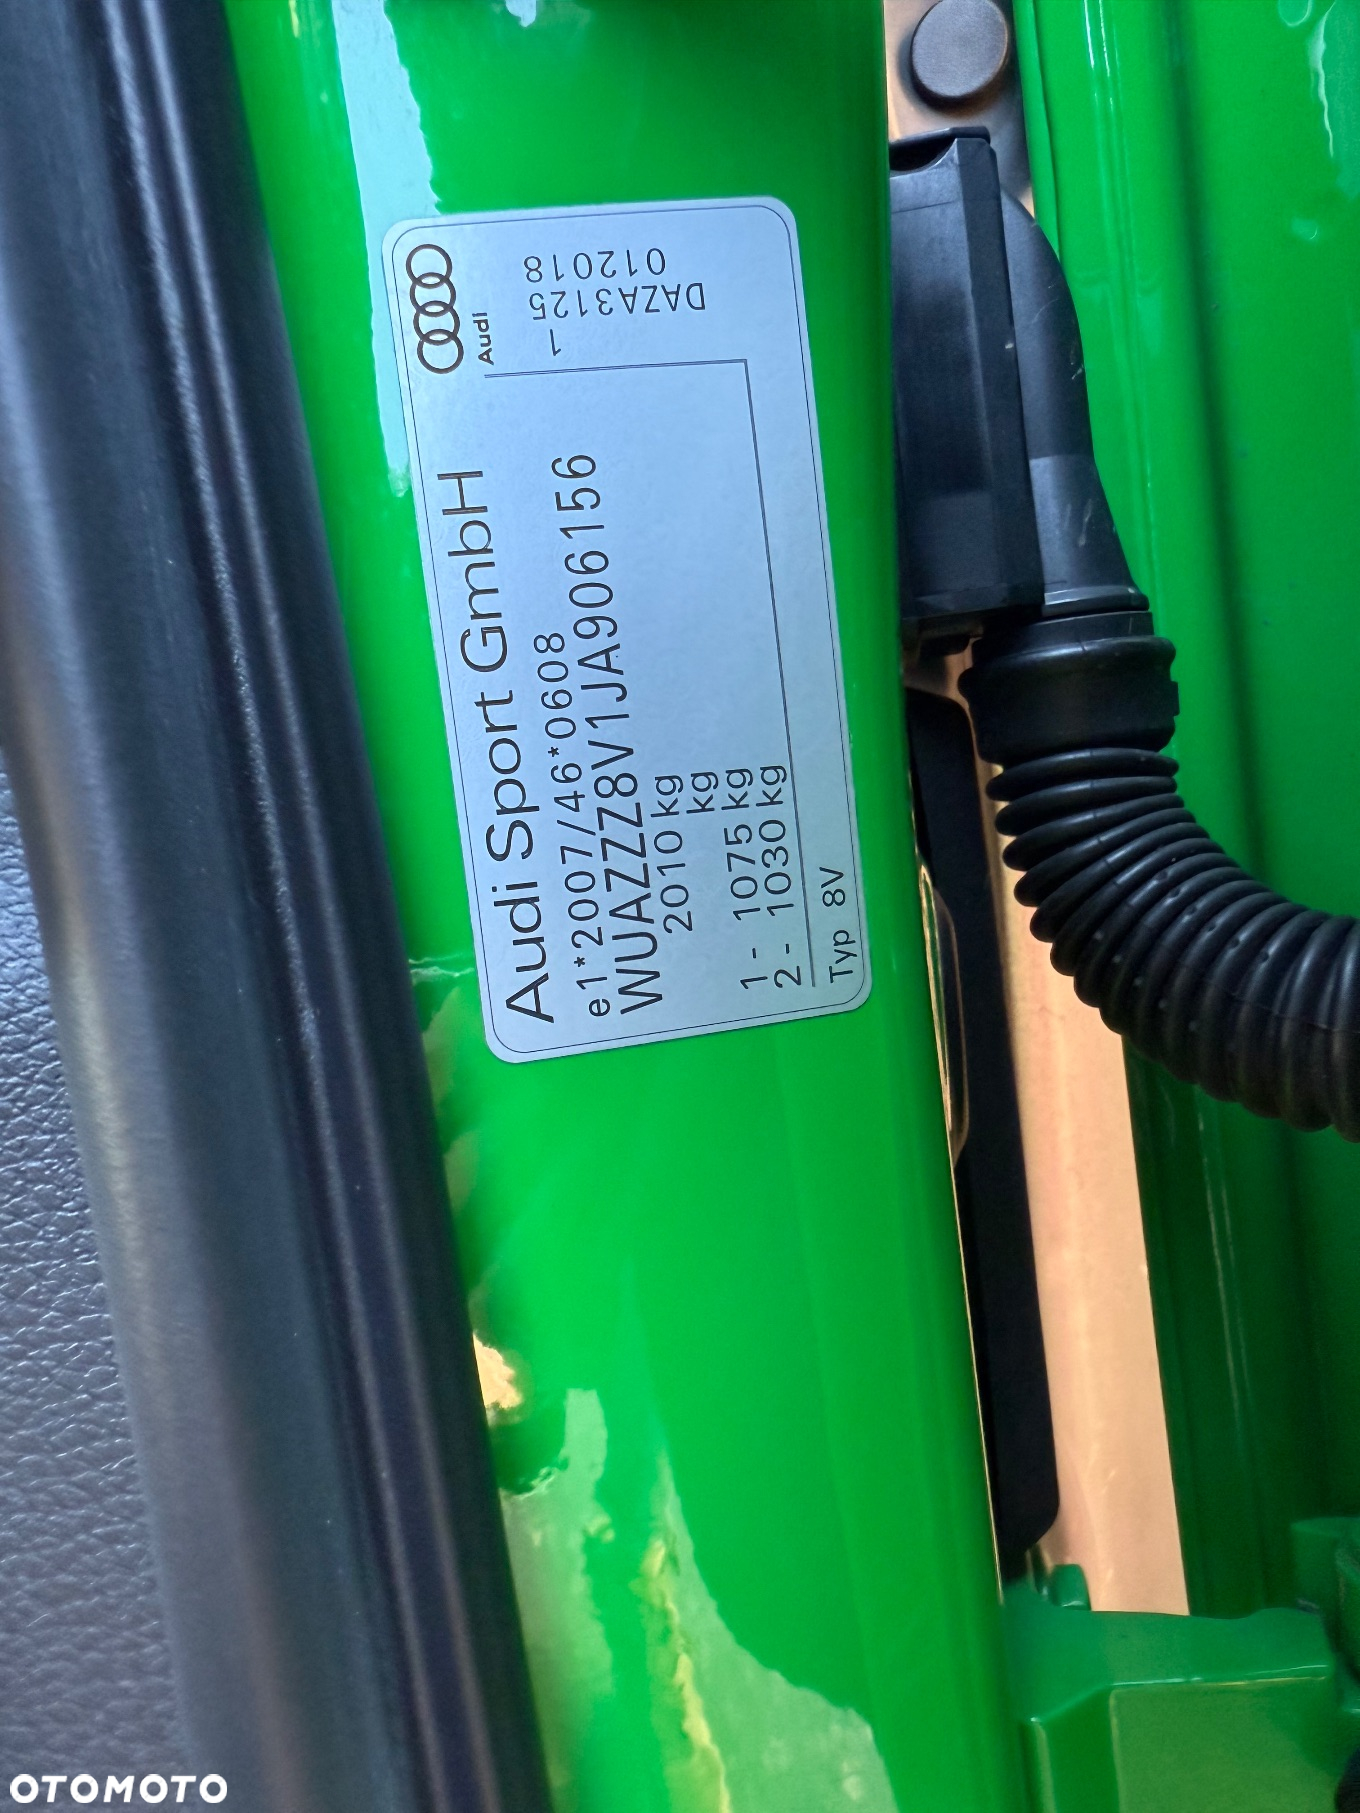 Audi Sport GmbH
e1*2007/46*0608
WUAZZZ8V1JA906156
2010 kg
kg
1 - 1075 kg
2 - 1030 kg
Typ 8V
Audi
1
DAZA3125
012018
OTOMOTO